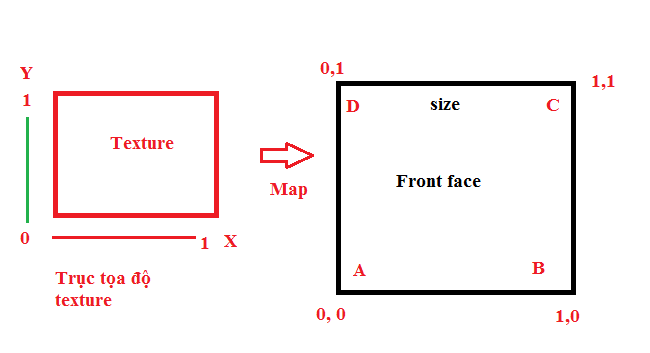 0,1
1,1
Y
1
D
size
C
Texture
Map
Front face
0
1
X
A
B
Trục tọa độ
texture
0, 0
1,0